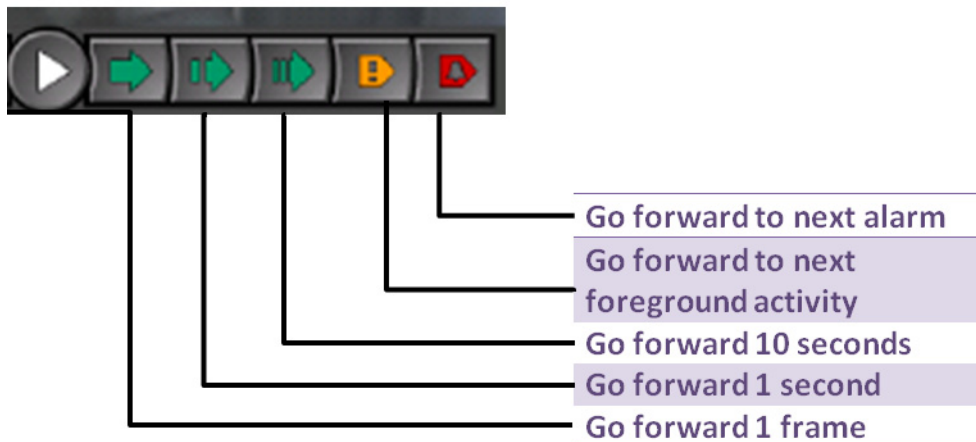 Go forward to next alarm
Go forward to next
foreground activity
Go forward 10 seconds
Go forward 1 second
Go forward 1 frame